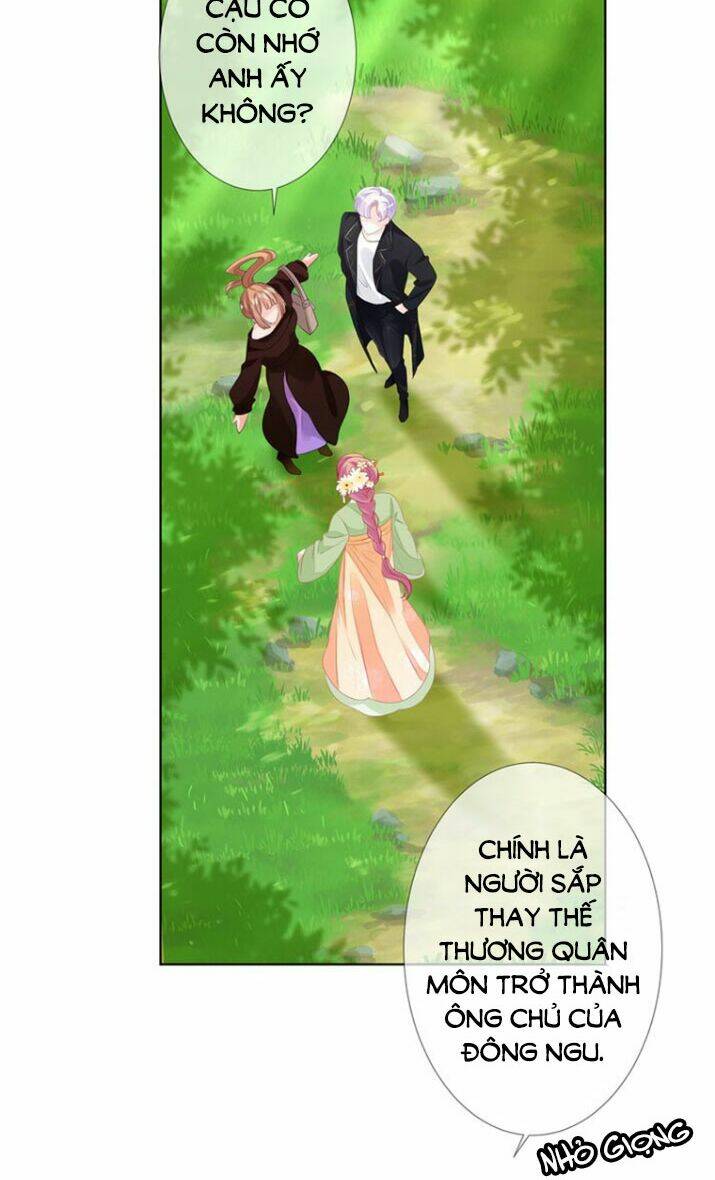 CẬU CÓ
CÒN NHỚ
ANH ẤY
KHÔNG?
CHÍNH LÀ
NGƯỜI SẮP
THAY THẾ
THƯƠNG QUÂN
MÔN TRỞ THÀNH
ÔNG CHỦ CỦA
ĐÔNG NGU.
NHỎ GIỌNG